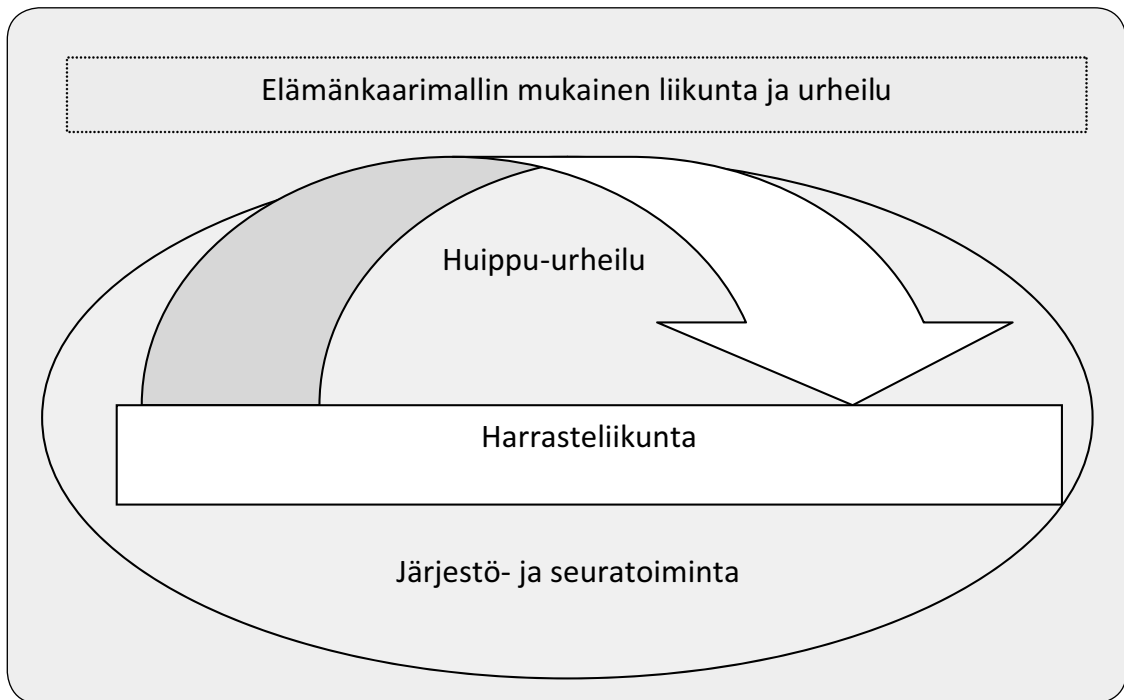 Elämänkaarimallin mukainen liikunta ja urheilu
Huippu-urheilu
Harrasteliikunta
Järjestö- ja seuratoiminta